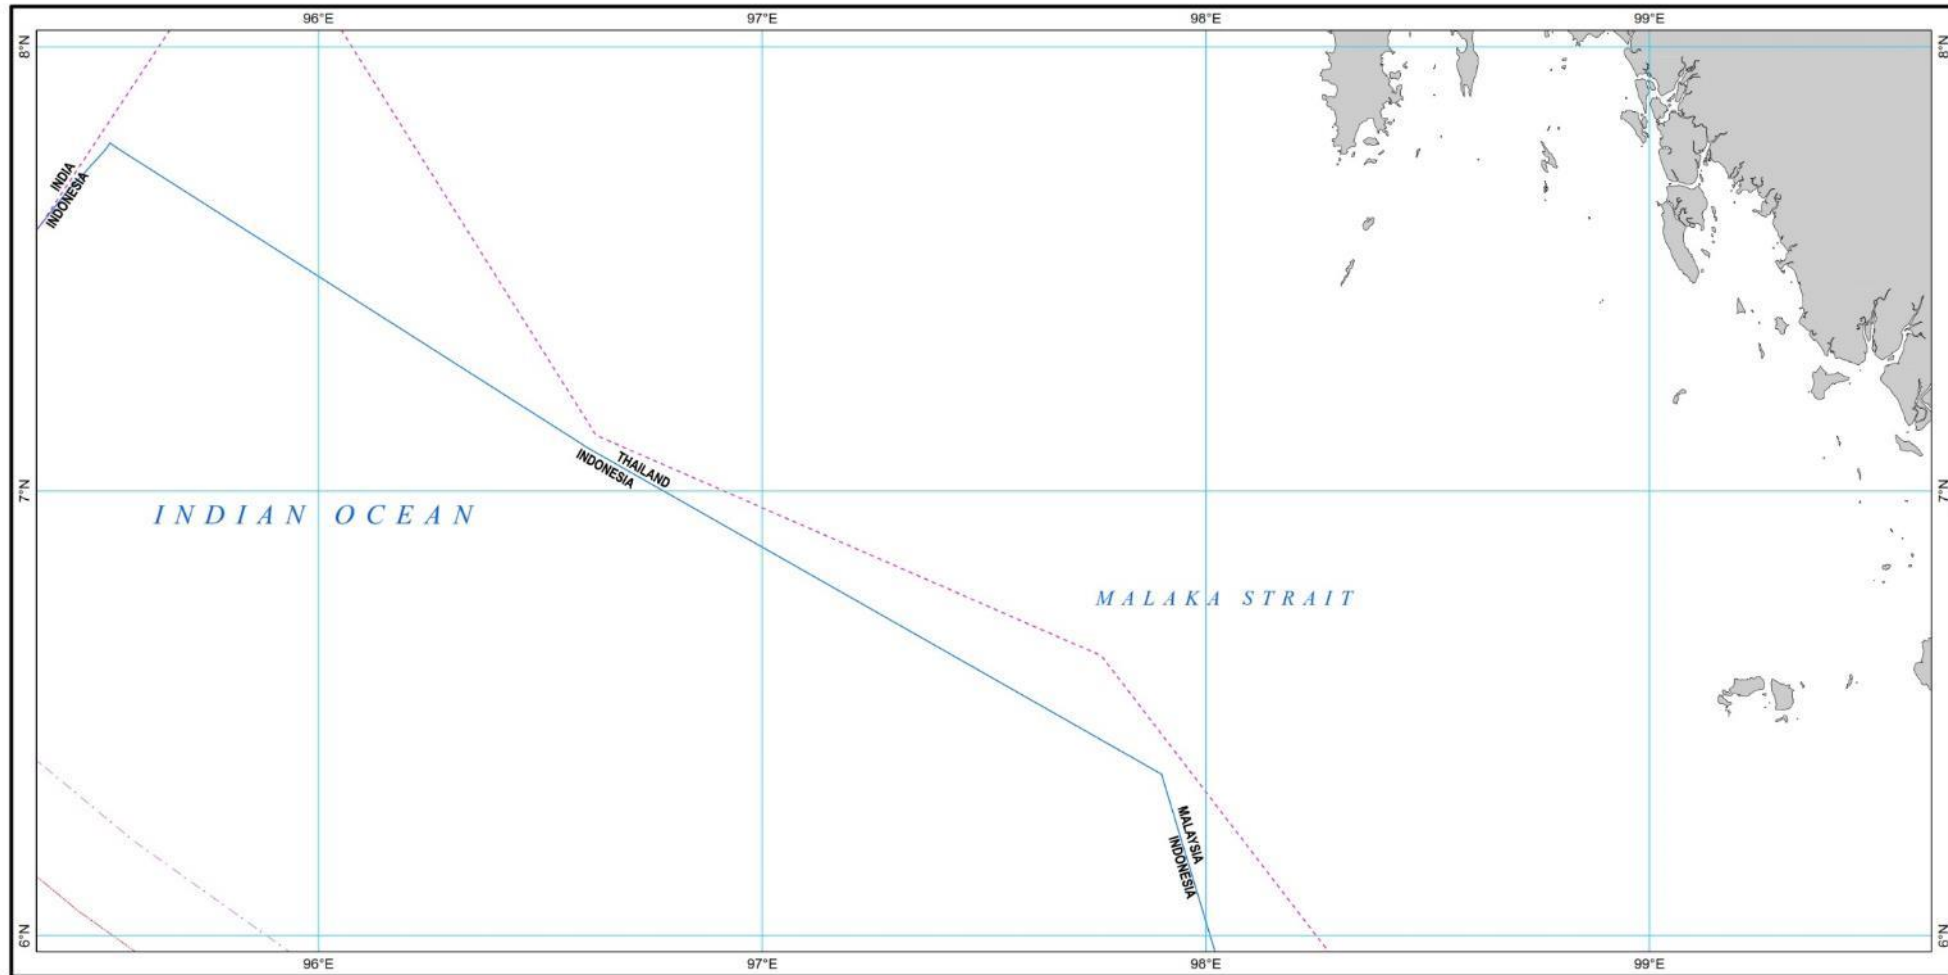 96°E
97°E
98°E
99°E
8°N
8°N
INDIA
INDONESIA
THAILAND
INDONESIA
7°N
7°N
INDIAN OCEAN
MALAKA STRAIT
MALAYSIA
INDONESIA
6°N
6°N
96°E
97°E
98°E
99°E